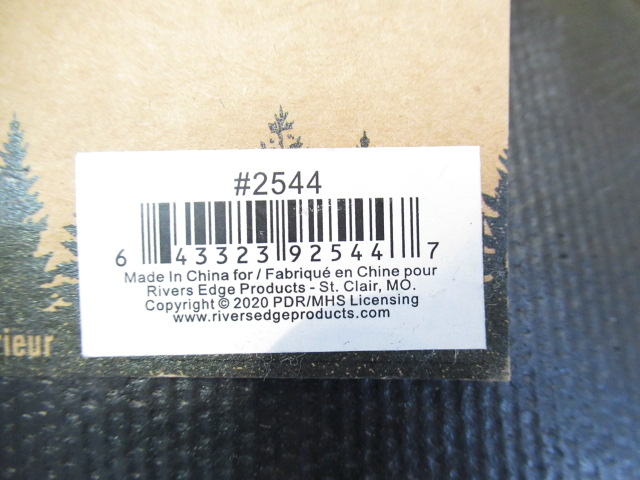 #2544
6 43323 92544 7
Made In China for / Fabriqué en Chine pour
Rivers Edge Products - St. Clair, MO.
Copyright © 2020 PDR/MHS Licensing
www.riversedgeproducts.com